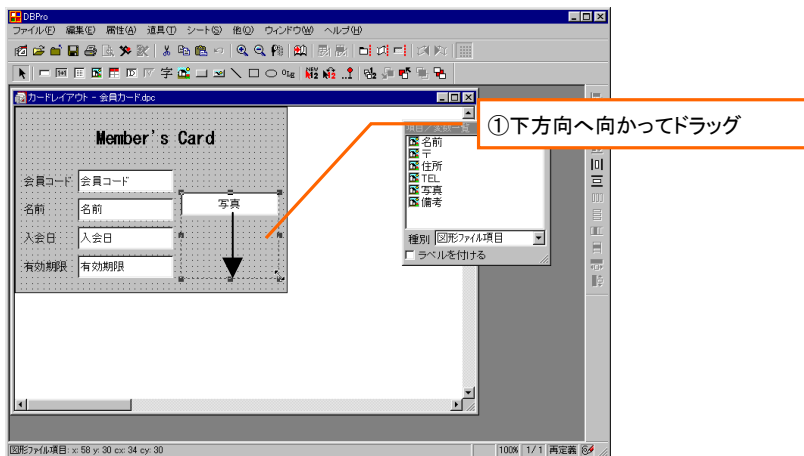 DBPro
ファイル(F) 編集(E) 属性(A) 道具(T) シート(S) 他(O) ウィンドウ(W) ヘルプ(H)
カードレイアウト - 会員カード.dpc
Member's Card
会員コード 会員コード
名前 名前
入会日 入会日
有効期限 有効期限
写真
項目／変数一覧
名前
〒
住所
TEL
写真
備考
種別 図形ファイル項目
ラベルを付ける
①下方向へ向かってドラッグ
図形ファイル項目: x: 58 y: 30 cx: 34 cy: 30
100% 1/1 再定義